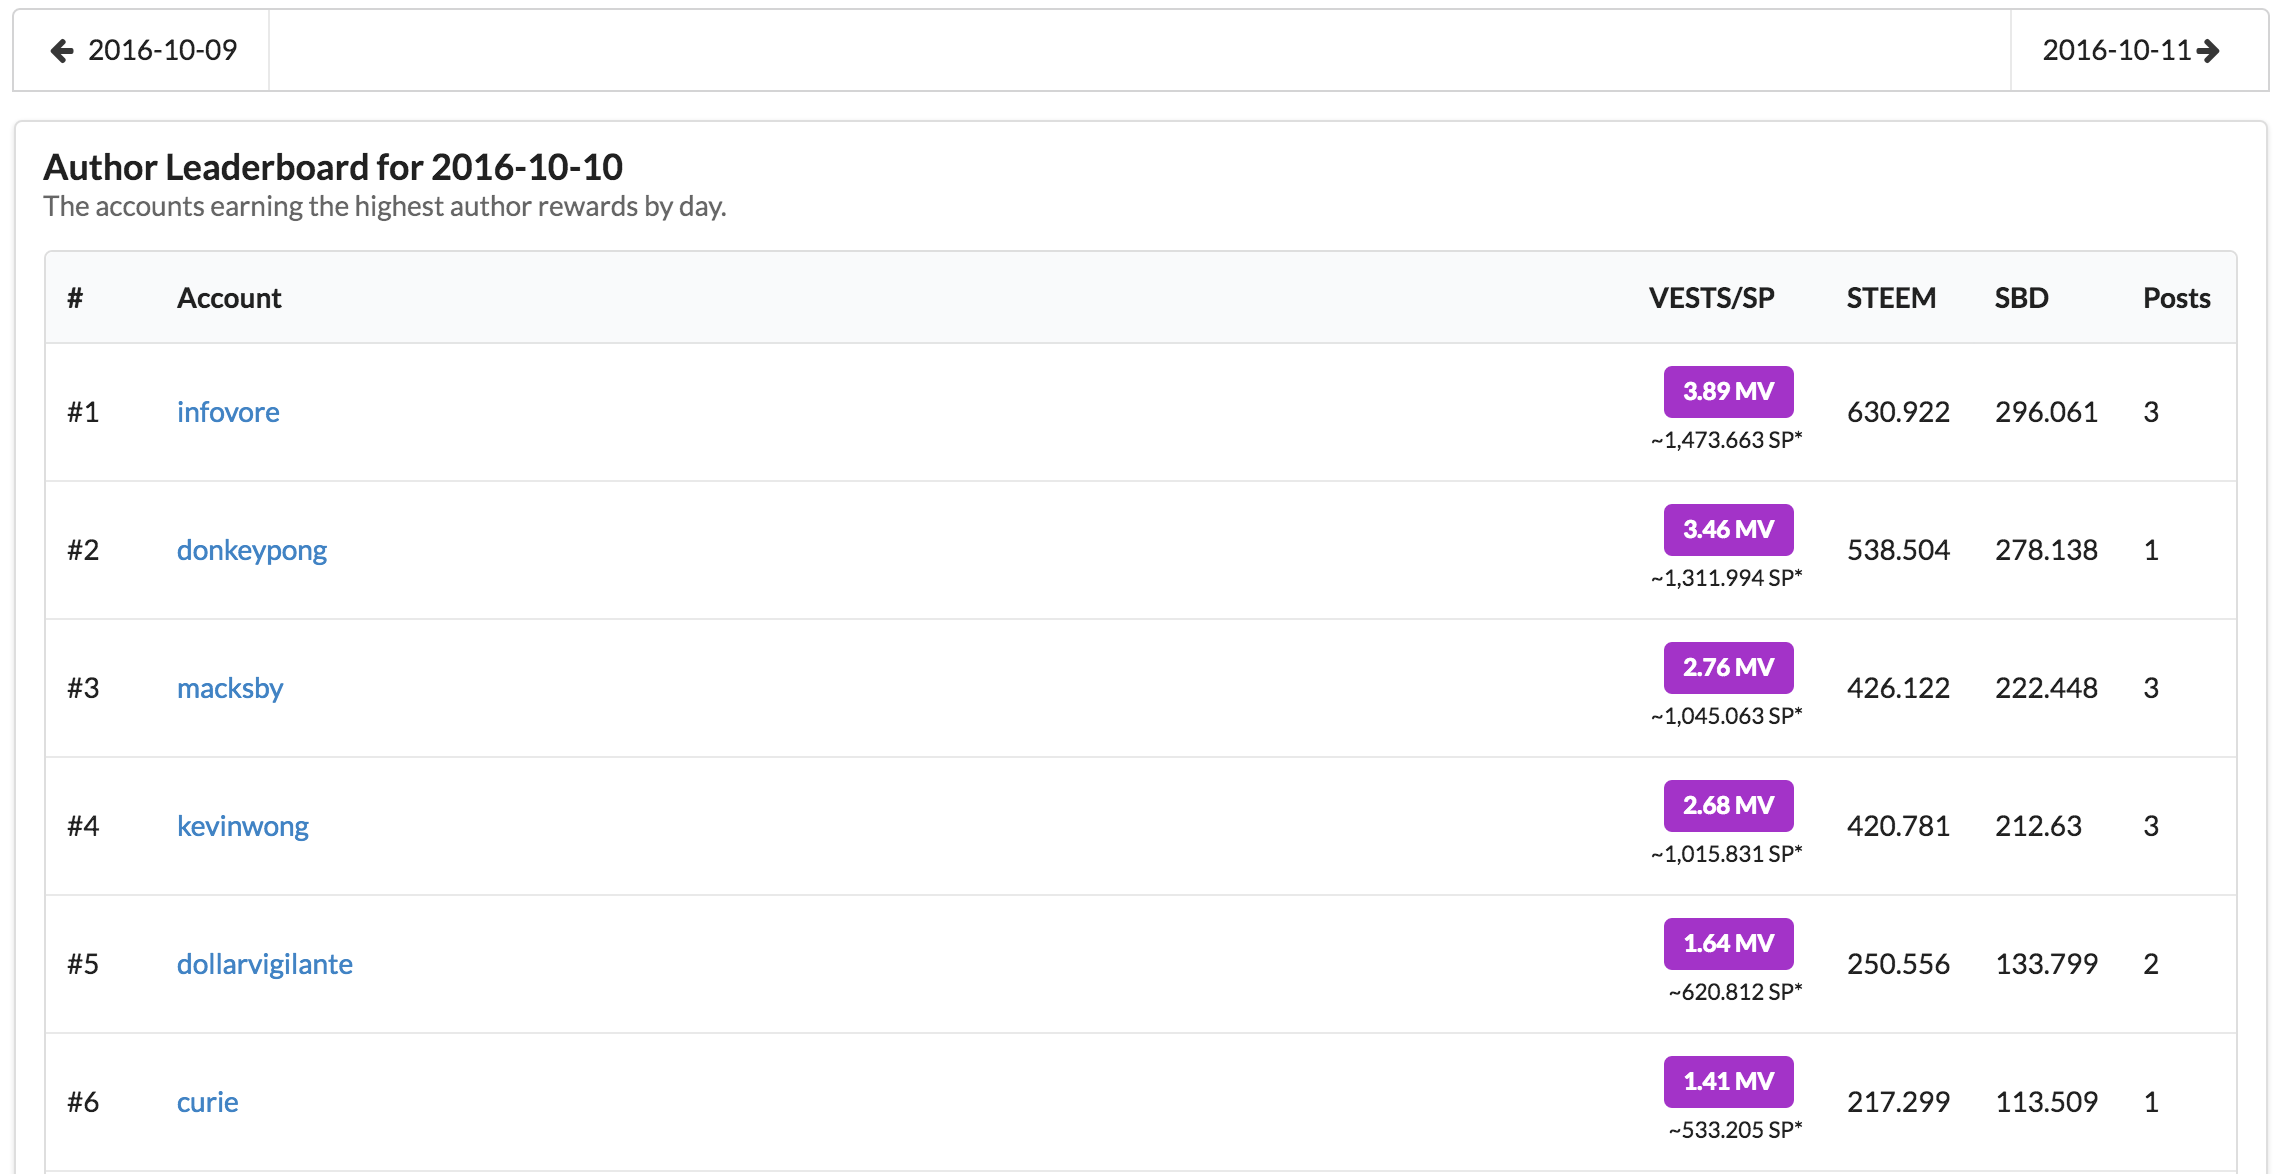 2016-10-09 2016-10-11
Author Leaderboard for 2016-10-10
The accounts earning the highest author rewards by day.
# Account VESTS/SP STEEM SBD Posts
#1 infovore 3.89 MV ~1,473.663 SP* 630.922 296.061 3
#2 donkeypong 3.46 MV ~1,311.994 SP* 538.504 278.138 1
#3 macksby 2.76 MV ~1,045.063 SP* 426.122 222.448 3
#4 kevinwong 2.68 MV ~1,015.831 SP* 420.781 212.63 3
#5 dollarvigilante 1.64 MV ~620.812 SP* 250.556 133.799 2
#6 curie 1.41 MV ~533.205 SP* 217.299 113.509 1